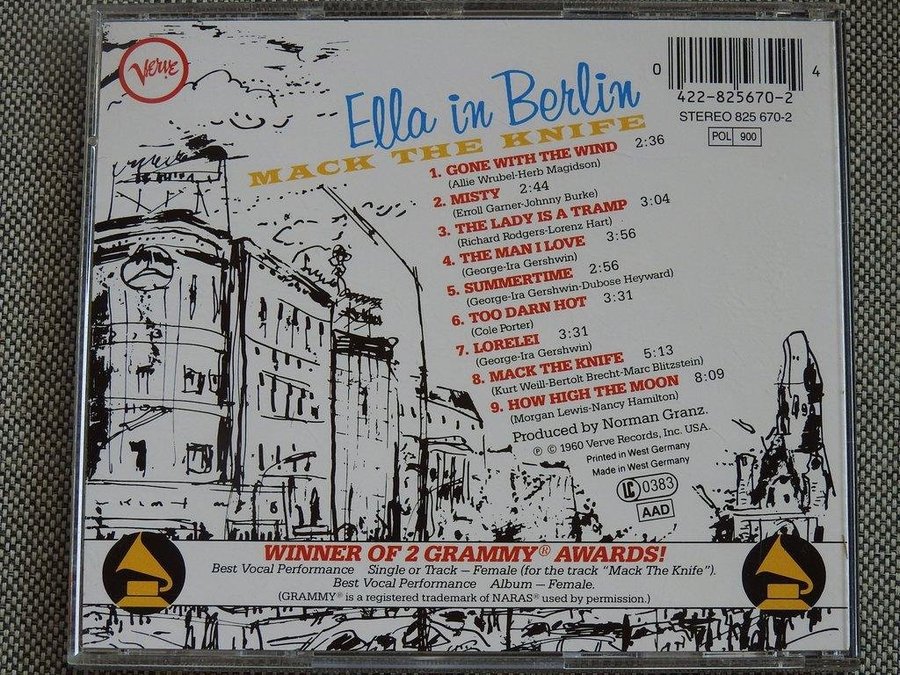 Verve
Ella in Berlin
MACK THE KNIFE
0 4
422-825670-2
STEREO 825 670-2
POL 900
1. GONE WITH THE WIND 2:36
(Allie Wrubel-Herb Magidson)
2. MISTY 2:44
(Erroll Garner-Johnny Burke)
3. THE LADY IS A TRAMP 3:04
(Richard Rodgers-Lorenz Hart)
4. THE MAN I LOVE 3:56
(George-Ira Gershwin)
5. SUMMERTIME 2:56
(George-Ira Gershwin-Dubose Heyward)
6. TOO DARN HOT 3:31
(Cole Porter)
7. LORELEI 3:31
(George-Ira Gershwin)
8. MACK THE KNIFE 5:13
(Kurt Weill-Bertolt Brecht-Marc Blitzstein)
9. HOW HIGH THE MOON 8:09
(Morgan Lewis-Nancy Hamilton)
Produced by Norman Granz.
℗ © 1960 Verve Records, Inc. USA.
Printed in West Germany
Made in West Germany
LC 0383
AAD
WINNER OF 2 GRAMMY® AWARDS!
Best Vocal Performance Single or Track – Female (for the track “Mack The Knife”).
Best Vocal Performance Album – Female.
(GRAMMY® is a registered trademark of NARAS® used by permission.)